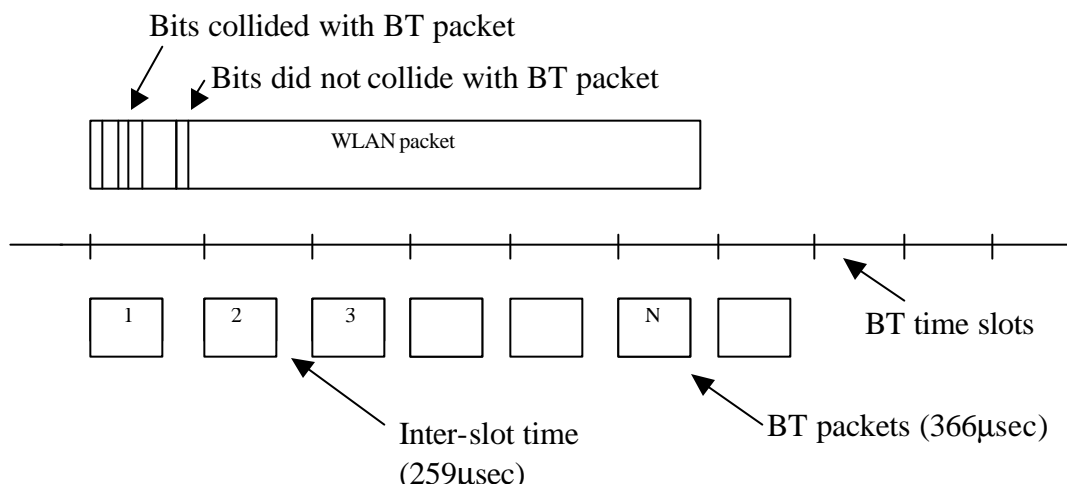 Bits collided with BT packet
Bits did not collide with BT packet
WLAN packet
1
2
3
N
BT time slots
Inter-slot time
(259µsec)
BT packets (366µsec)